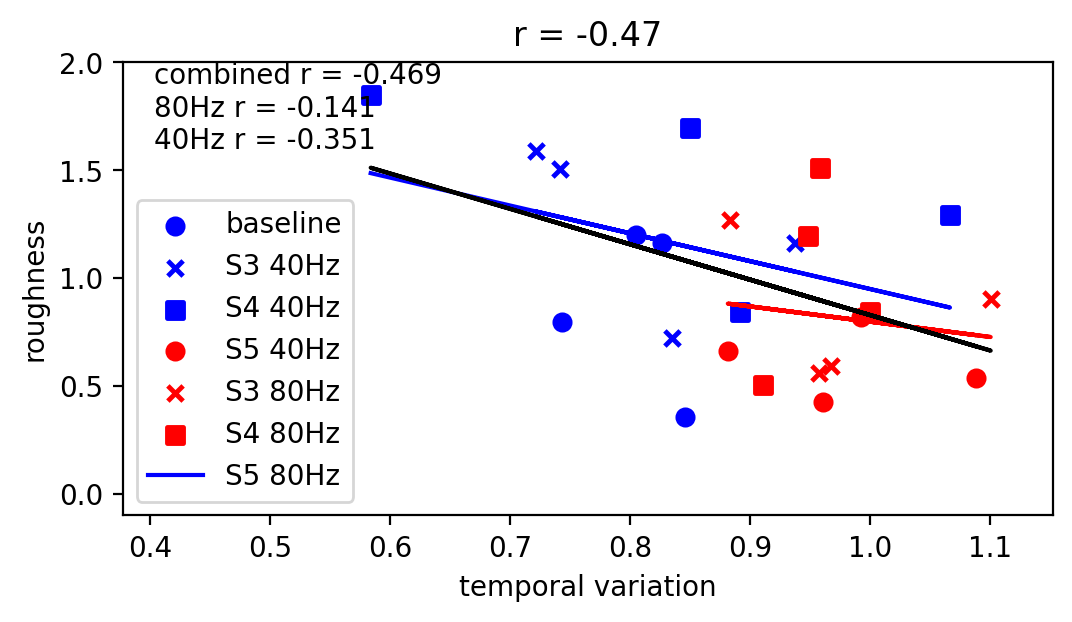 r = -0.47
combined r = -0.469
80Hz r = -0.141
40Hz r = -0.351
2.0
1.5
1.0
0.5
0.0
roughness
baseline
S3 40Hz
S4 40Hz
S5 40Hz
S3 80Hz
S4 80Hz
S5 80Hz
0.4 0.5 0.6 0.7 0.8 0.9 1.0 1.1
temporal variation